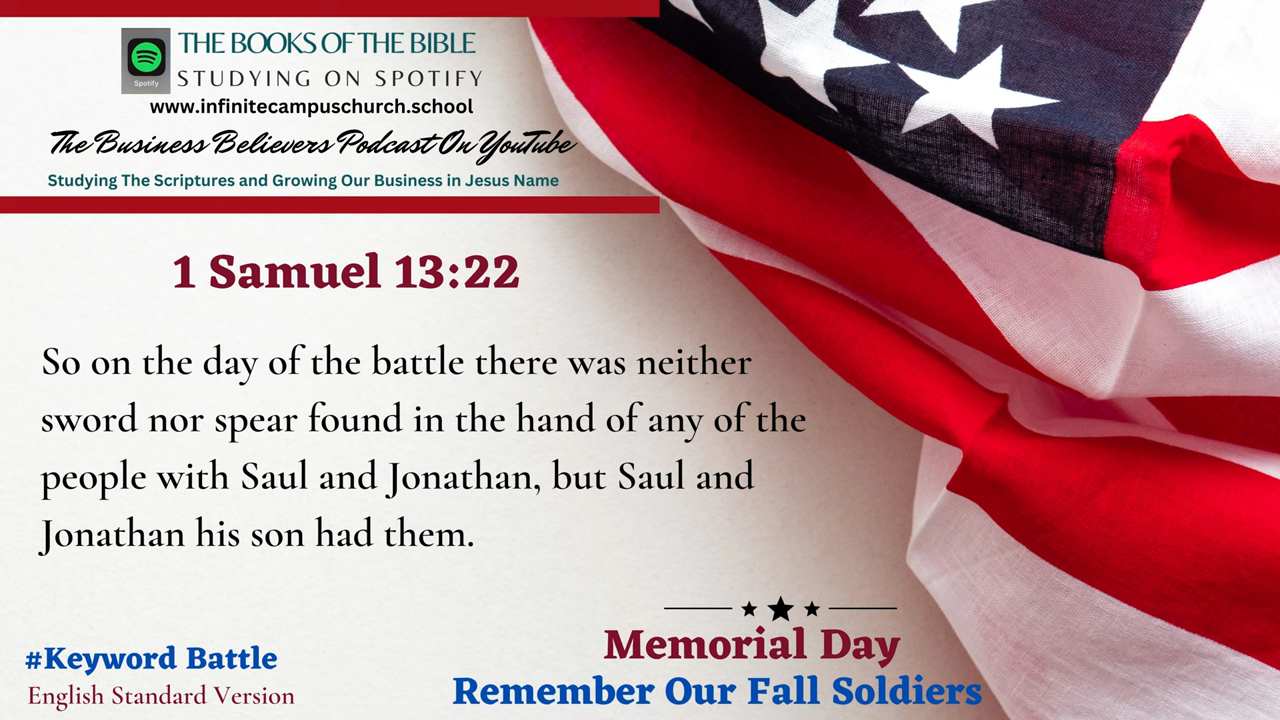 THE BOOKS OF THE BIBLE
Spotify
STUDYING ON SPOTIFY
www.infinitecampuschurch.school
The Business Believers Podcast On YouTube
Studying The Scriptures and Growing Our Business in Jesus Name
1 Samuel 13:22
So on the day of the battle there was neither
sword nor spear found in the hand of any of the
people with Saul and Jonathan, but Saul and
Jonathan his son had them.
#Keyword Battle
English Standard Version
Memorial Day
Remember Our Fall Soldiers